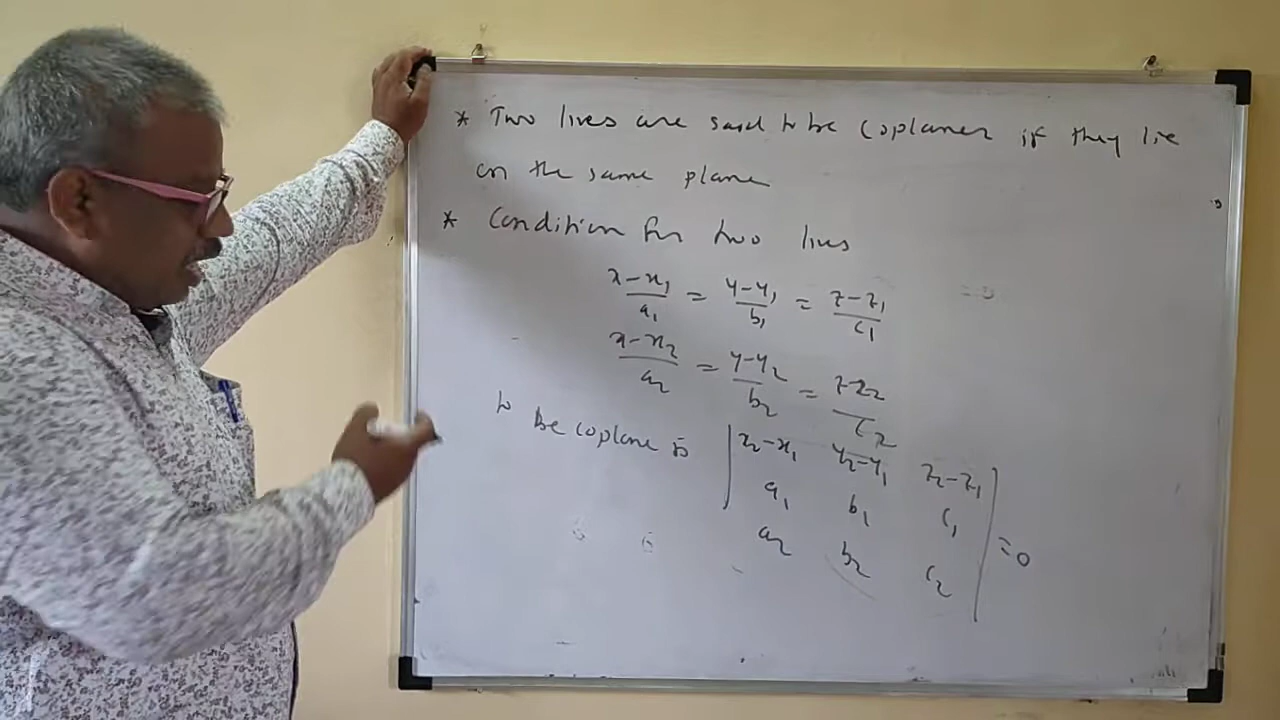 * Two lines are said to be coplaner if they lie
on the same plane
* Condition for two lines
x-x₁/a₁ = y-y₁/b₁ = z-z₁/c₁
x-x₂/a₂ = y-y₂/b₂ = z-z₂/c₂
to be coplane is | x₂-x₁ y₂-y₁ z₂-z₁ |
a₁ b₁ c₁
a₂ b₂ c₂ | =0